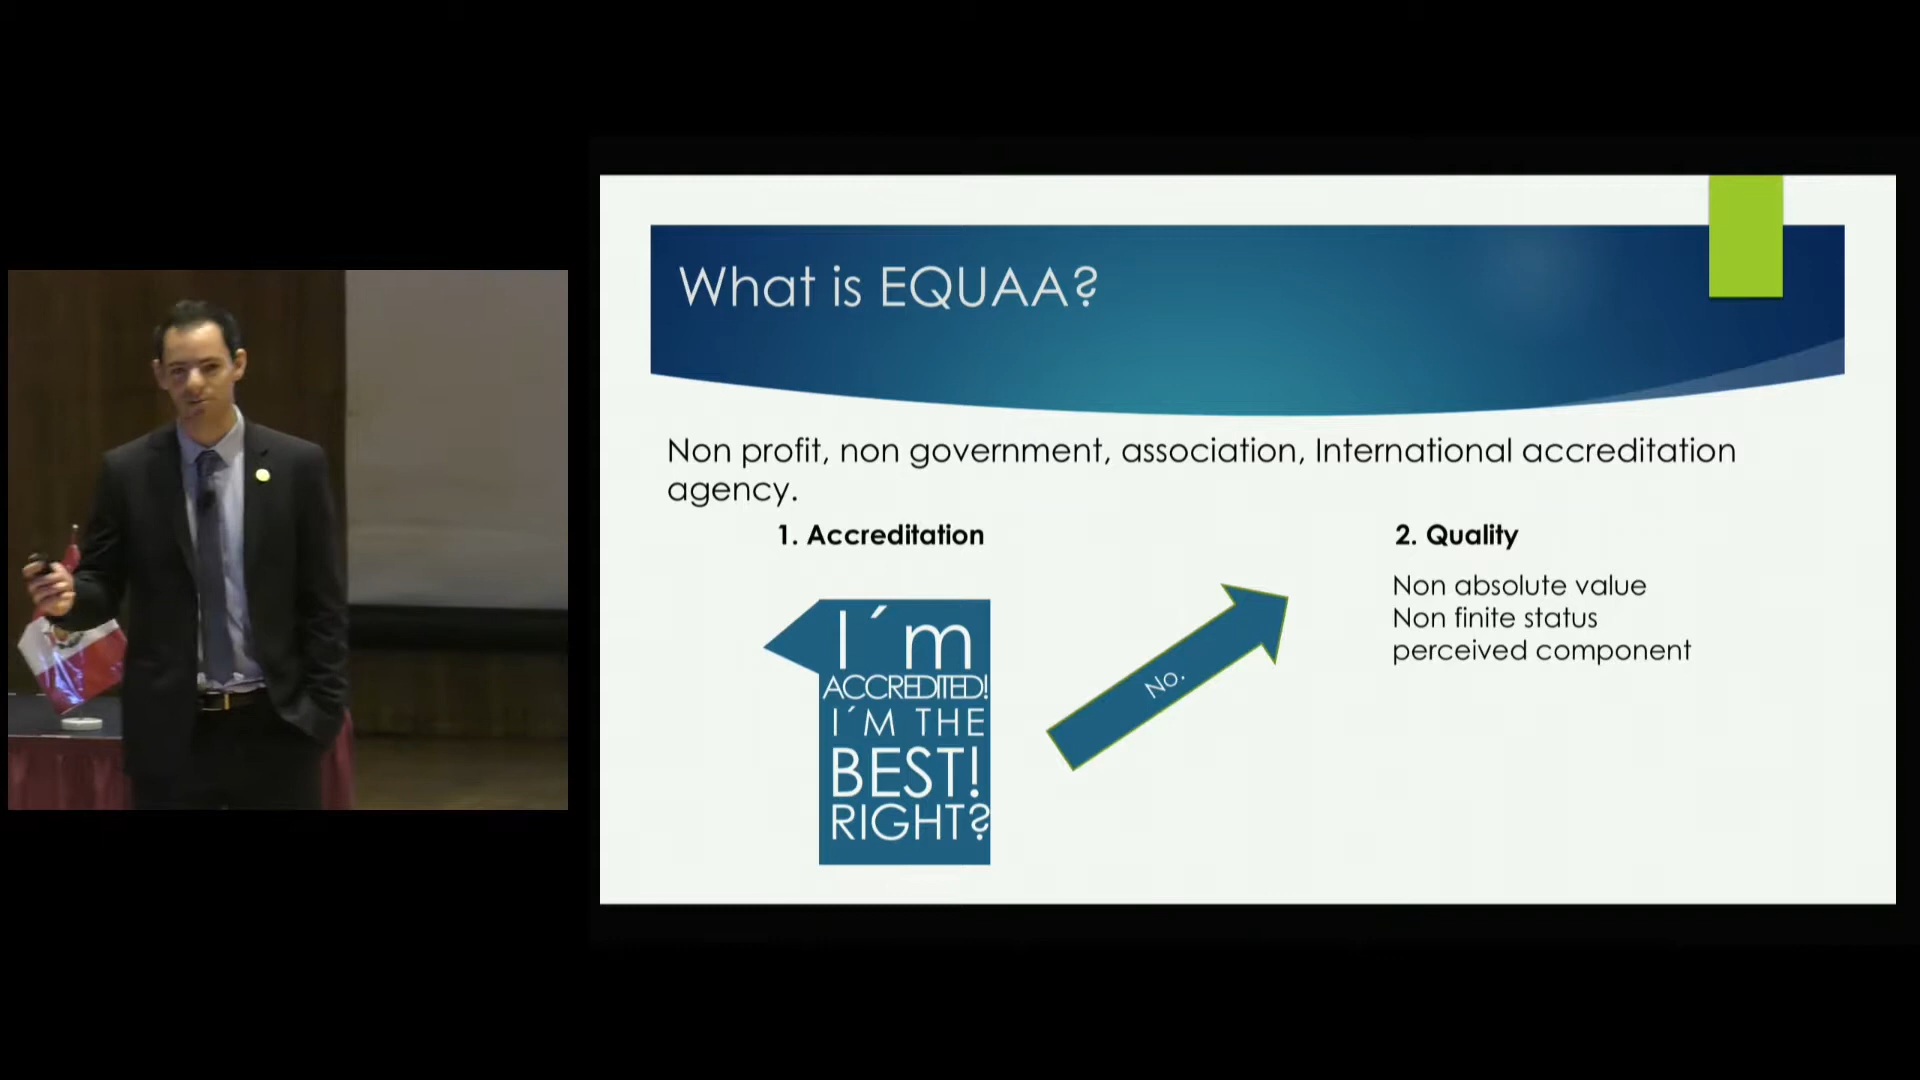 What is EQUAA?
Non profit, non government, association, International accreditation
agency.
1. Accreditation
I´m
ACCREDITED!
I´M THE
BEST!
RIGHT?
No.
2. Quality
Non absolute value
Non finite status
perceived component